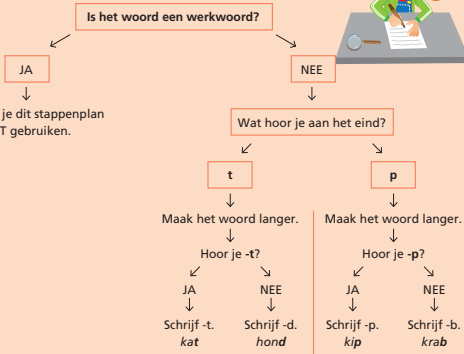 Is het woord een werkwoord?
JA
NEE
je dit stappenplan
T gebruiken.
Wat hoor je aan het eind?
t
p
Maak het woord langer.
Maak het woord langer.
Hoor je -t?
Hoor je -p?
JA
NEE
JA
NEE
Schrijf -t.
Schrijf -d.
Schrijf -p.
Schrijf -b.
kat
hond
kip
krab